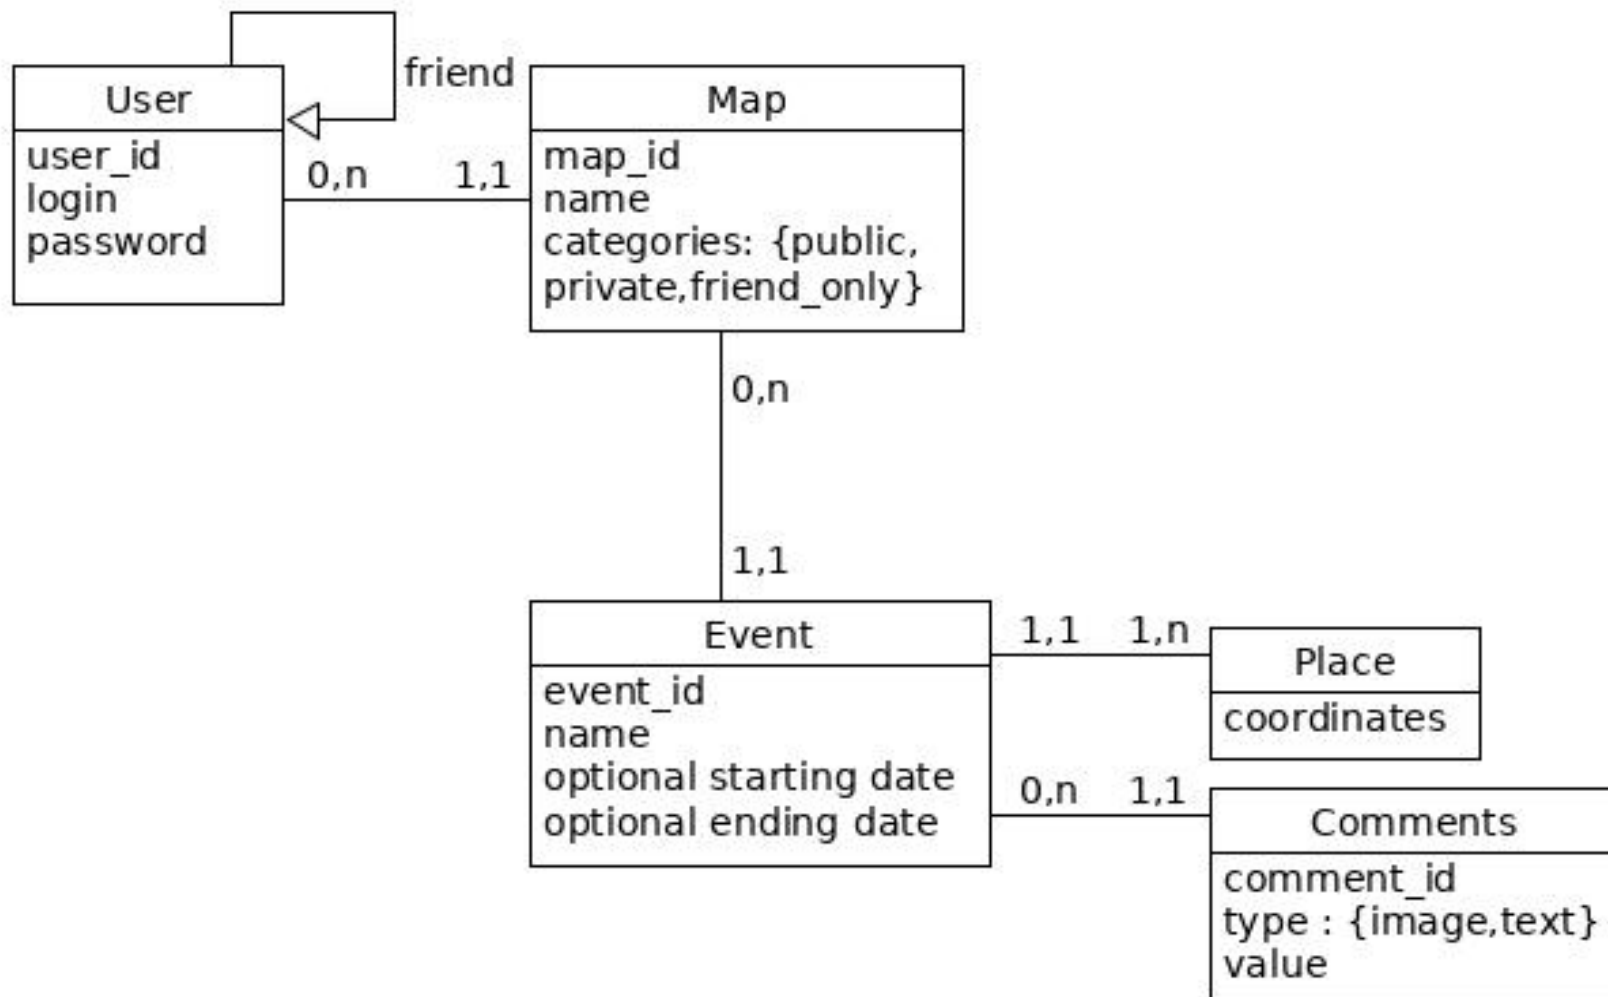 friend
User
user_id
login
password
0,n
1,1
Map
map_id
name
categories: {public,
private,friend_only}
0,n
1,1
Event
event_id
name
optional starting date
optional ending date
1,1
1,n
Place
coordinates
0,n
1,1
Comments
comment_id
type : {image,text}
value